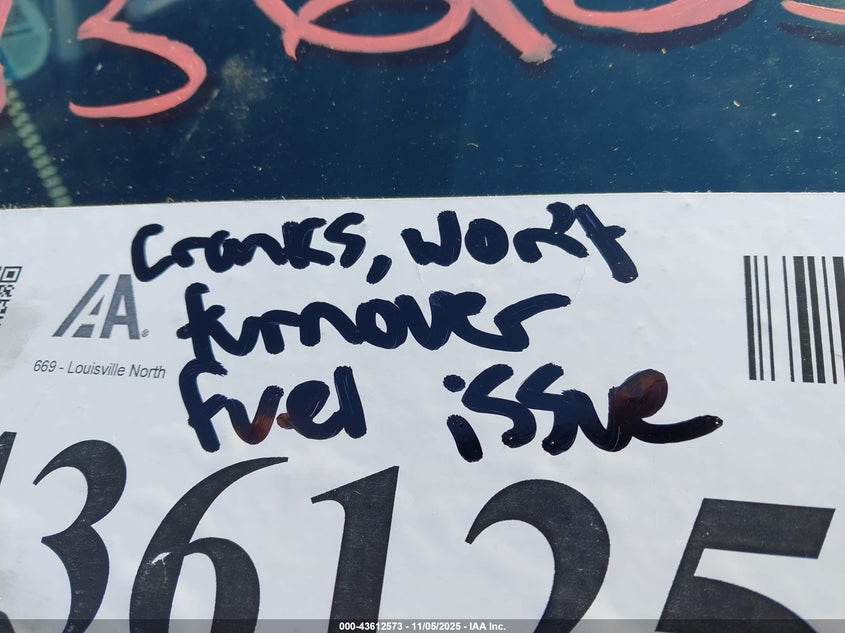 Cranks, won't
turnover
fuel issue
IAA
669 - Louisville North
36125
000-43612573 - 11/05/2025 - IAA Inc.